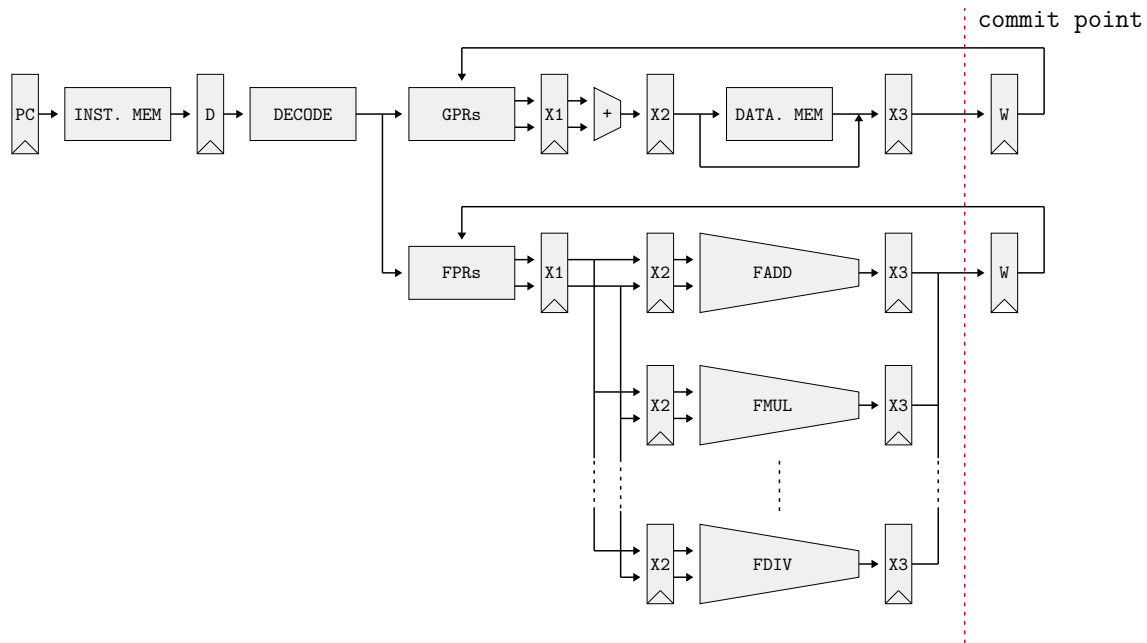 commit point
PC
INST. MEM
D
DECODE
GPRs
X1
+
X2
DATA. MEM
X3
W
FPRs
X1
X2
FADD
X3
W
X2
FMUL
X3
X2
FDIV
X3